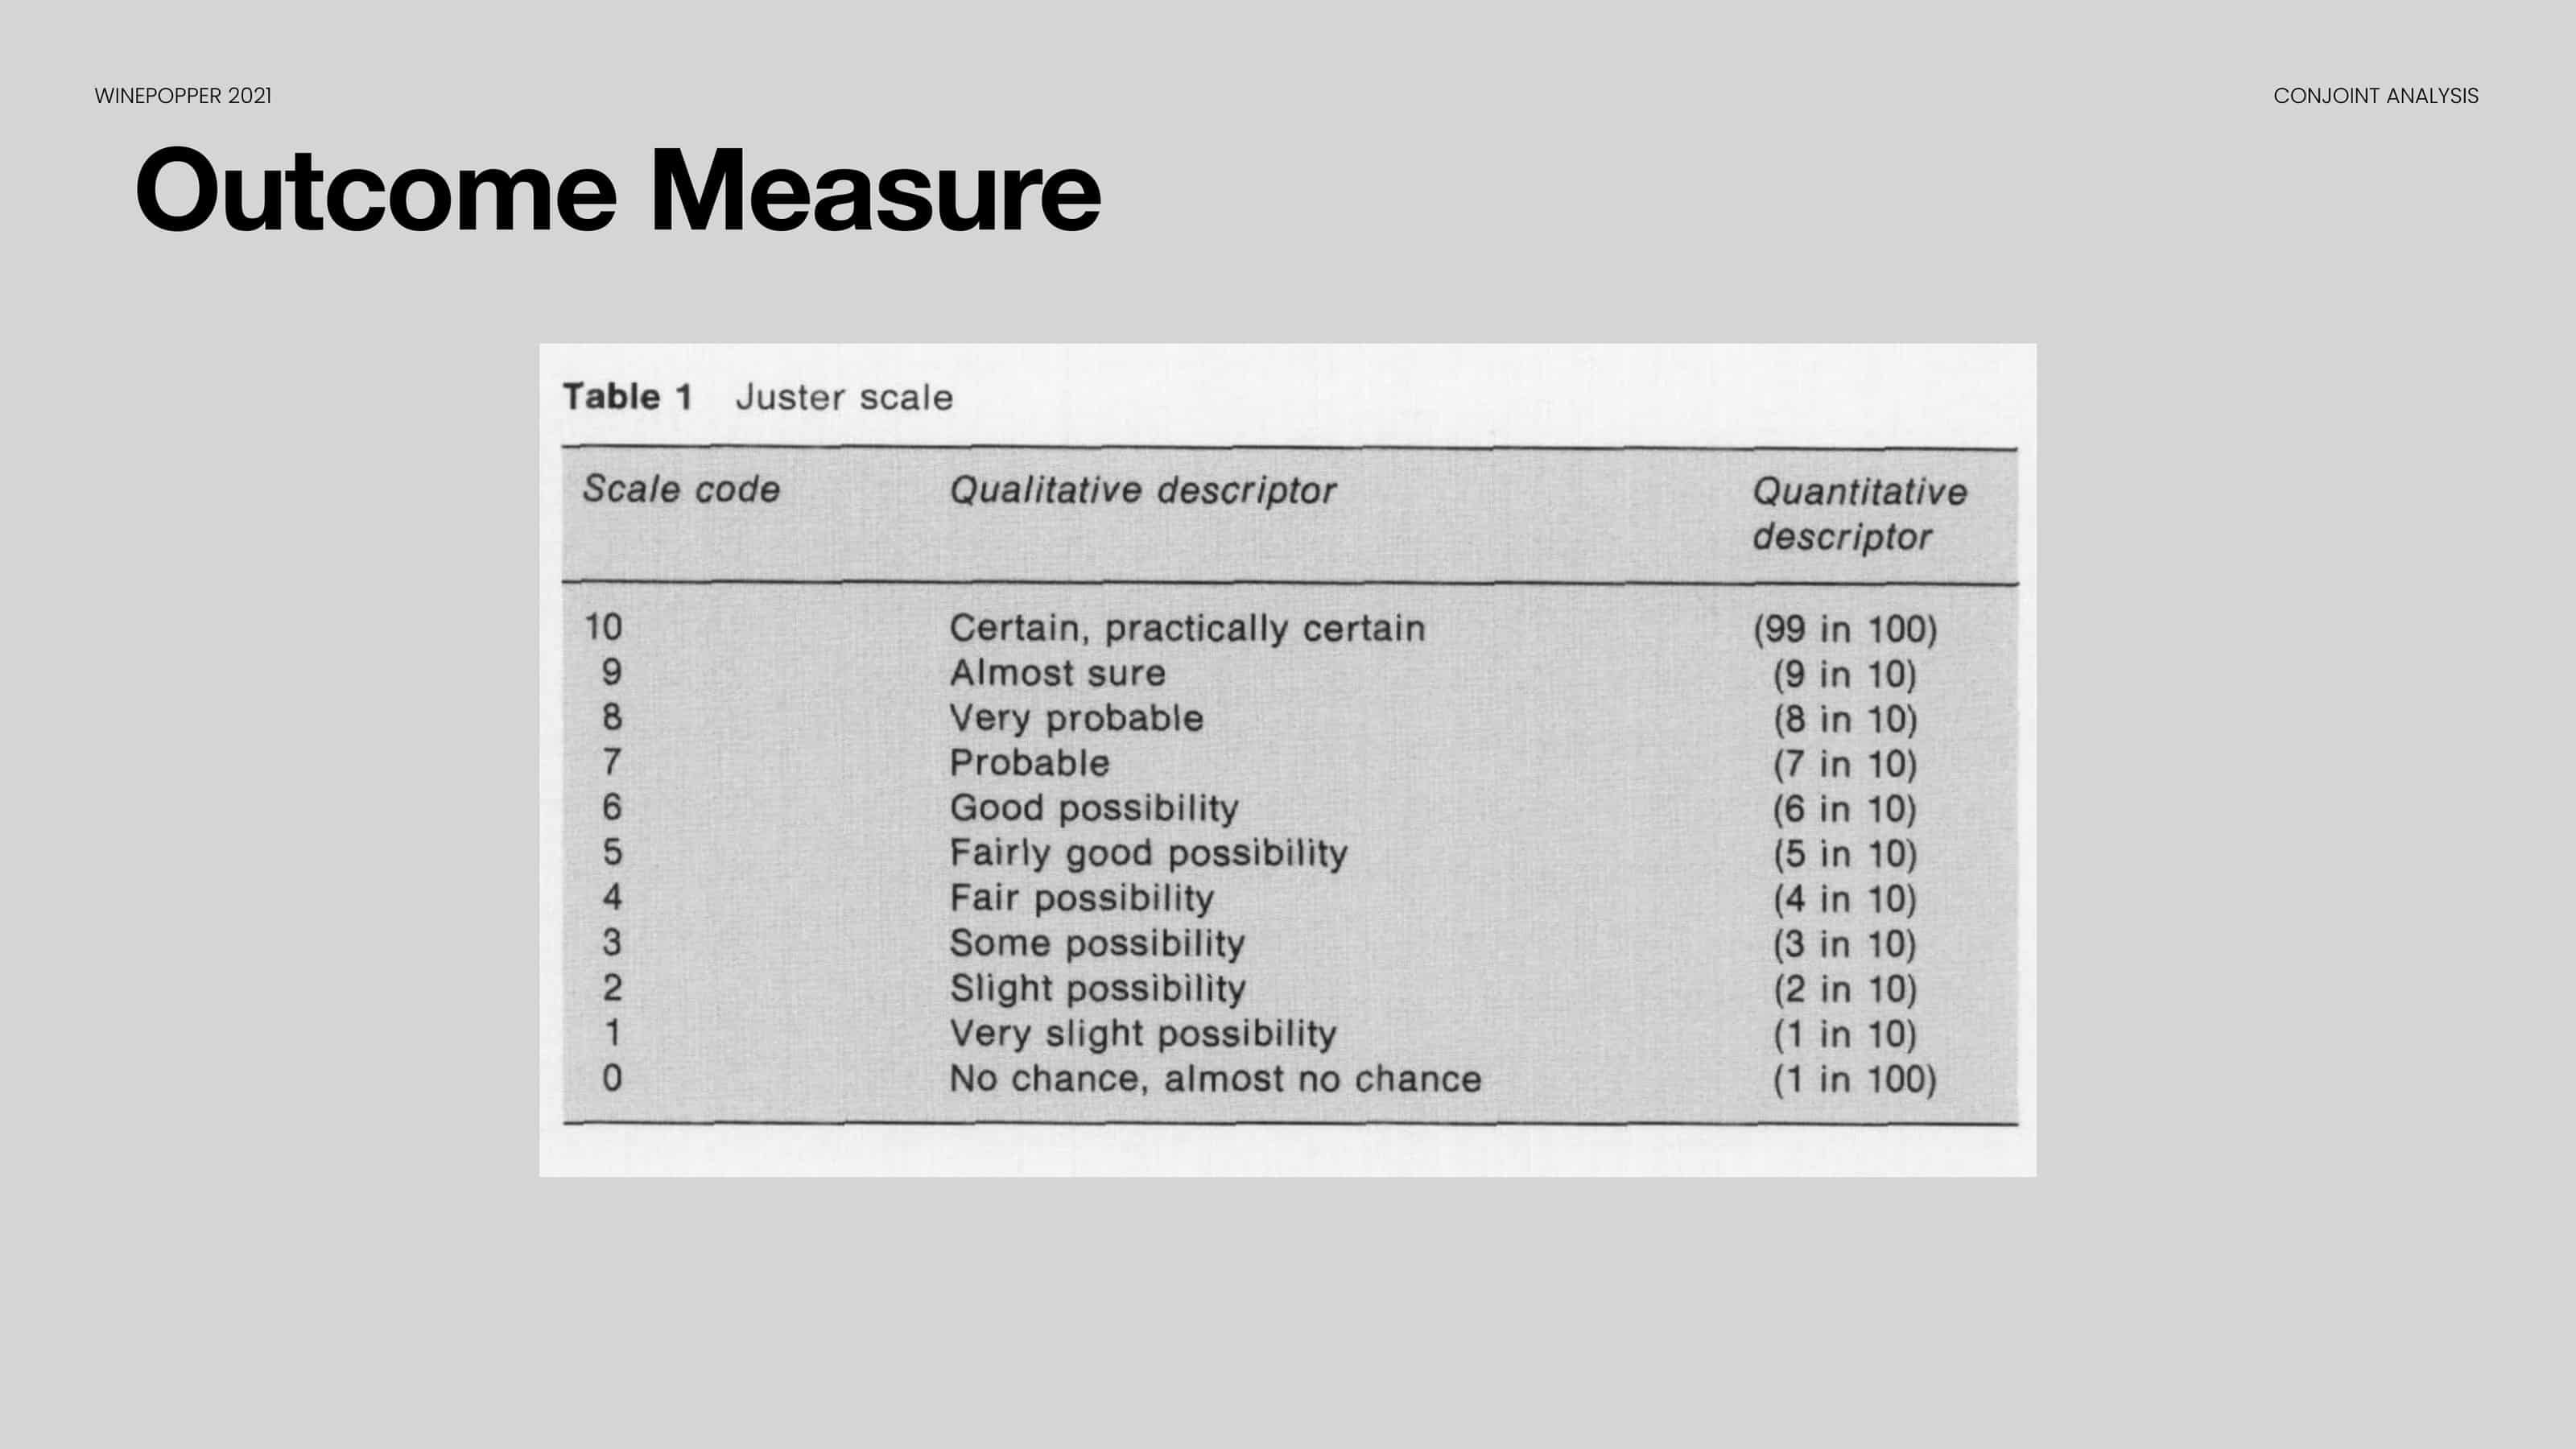 WINEPOPPER 2021
CONJOINT ANALYSIS
Outcome Measure
Table 1 Juster scale
Scale code Qualitative descriptor Quantitative descriptor
10 Certain, practically certain (99 in 100)
9 Almost sure (9 in 10)
8 Very probable (8 in 10)
7 Probable (7 in 10)
6 Good possibility (6 in 10)
5 Fairly good possibility (5 in 10)
4 Fair possibility (4 in 10)
3 Some possibility (3 in 10)
2 Slight possibility (2 in 10)
1 Very slight possibility (1 in 10)
0 No chance, almost no chance (1 in 100)